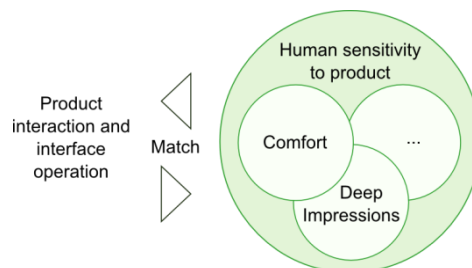 Product
interaction and
interface
operation
Match
Human sensitivity
to product
Comfort
...
Deep
Impressions